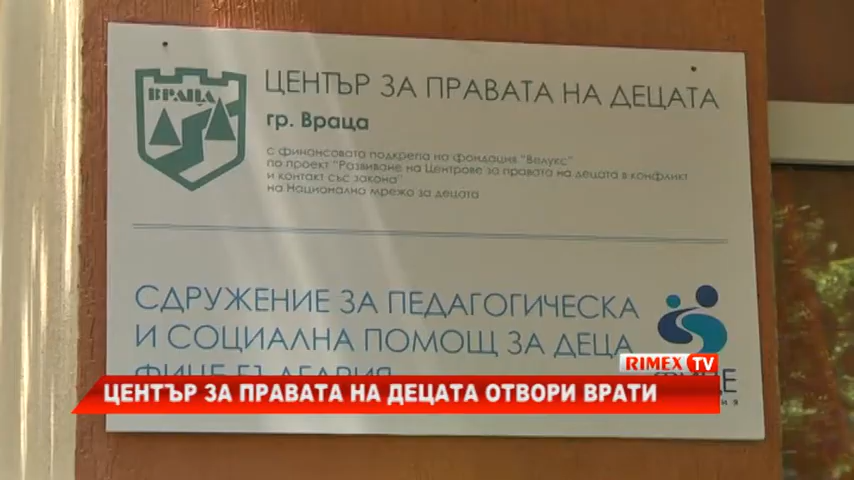 ВРАЦА
ЦЕНТЪР ЗА ПРАВАТА НА ДЕЦАТА
гр. Враца
с финансовата подкрепа на фондация "Велукс"
по проект "Развиване на Центрове за правата на децата в конфликт
и контакт със закона"
на Национална мрежа за децата
СДРУЖЕНИЕ ЗА ПЕДАГОГИЧЕСКА
И СОЦИАЛНА ПОМОЩ ЗА ДЕЦА
RIMEX TV
ЦЕНТЪР ЗА ПРАВАТА НА ДЕЦАТА ОТВОРИ ВРАТИ